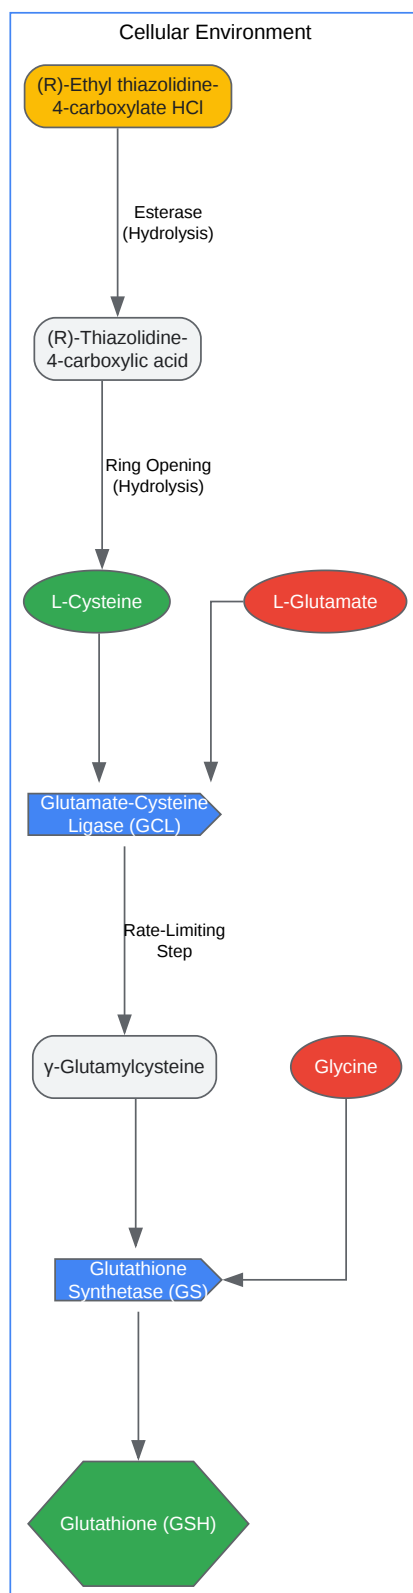 Cellular Environment
(R)-Ethyl thiazolidine-
4-carboxylate HCl
Esterase
(Hydrolysis)
(R)-Thiazolidine-
4-carboxylic acid
Ring Opening
(Hydrolysis)
L-Cysteine
L-Glutamate
Glutamate-Cysteine
Ligase (GCL)
Rate-Limiting
Step
γ-Glutamylcysteine
Glycine
Glutathione
Synthetase (GS)
Glutathione (GSH)